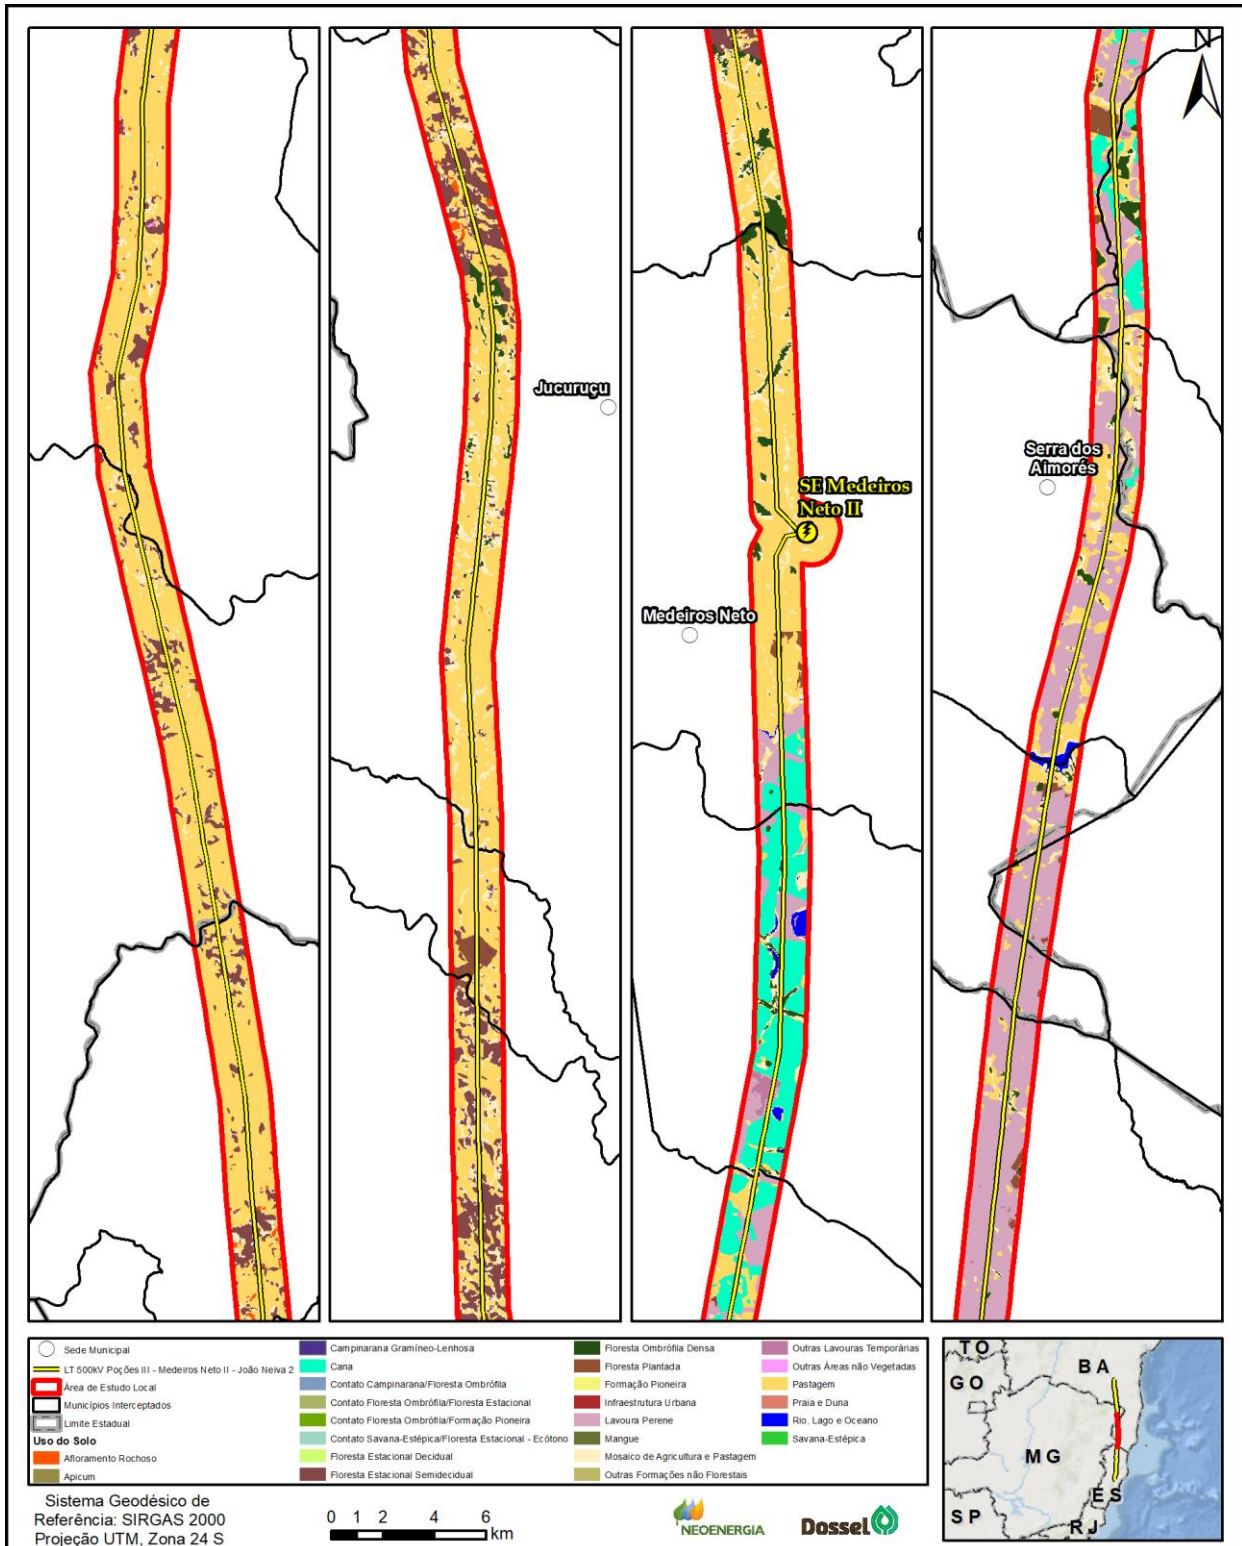 N
Jucuruçu
SE Medeiros
Neto II
Medeiros Neto
Serra dos
Aimorés
Sede Municipal
LT 500kV Poções III - Medeiros Neto II - João Neiva 2
Área de Estudo Local
Municípios Interceptados
Limite Estadual
Uso do Solo
Afloramento Rochoso
Apicum
Campinarana Gramíneo-Lenhosa
Cana
Contato Campinarana/Floresta Ombrófila
Contato Floresta Ombrófila/Floresta Estacional
Contato Floresta Ombrófila/Formação Pioneira
Contato Savana-Estépica/Floresta Estacional - Ecótono
Floresta Estacional Decidual
Floresta Estacional Semidecidual
Floresta Ombrófila Densa
Floresta Plantada
Formação Pioneira
Infraestrutura Urbana
Lavoura Perene
Mangue
Mosaico de Agricultura e Pastagem
Outras Formações não Florestais
Outras Lavouras Temporárias
Outras Áreas não Vegetadas
Pastagem
Praia e Duna
Rio, Lago e Oceano
Savana-Estépica
Sistema Geodésico de
Referência: SIRGAS 2000
Projeção UTM, Zona 24 S
0 1 2 4 6
km
NEOENERGIA
Dossel
TO
BA
GO
MG
ES
SP
RJ